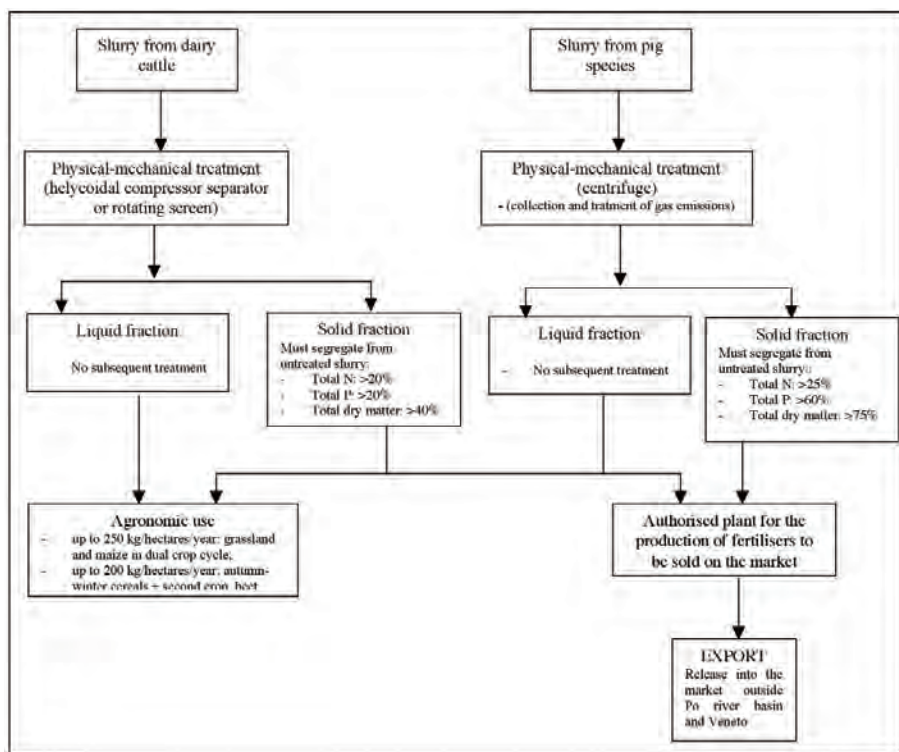 Slurry from dairy
cattle
Slurry from pig
species
Physical-mechanical treatment
(helycoidal compressor separator
or rotating screen)
Physical-mechanical treatment
(centrifuge)
- (collection and tratment of gas emissions)
Liquid fraction
No subsequent treatment
Solid fraction
Must segregate from
untreated slurry:
- Total N: >20%
- Total P: >20%
- Total dry matter: >40%
Liquid fraction
- No subsequent treatment
Solid fraction
Must segregate from
untreated slurry:
- Total N: >25%
- Total P: >60%
- Total dry matter: >75%
Agronomic use
- up to 250 kg/hectares/year: grassland
and maize in dual crop cycle;
- up to 200 kg/hectares/year: autumn-
winter cereals + second crop, beet
Authorised plant for the
production of fertilisers to
be sold on the market
EXPORT
Release into the
market outside
Po river basin
and Veneto